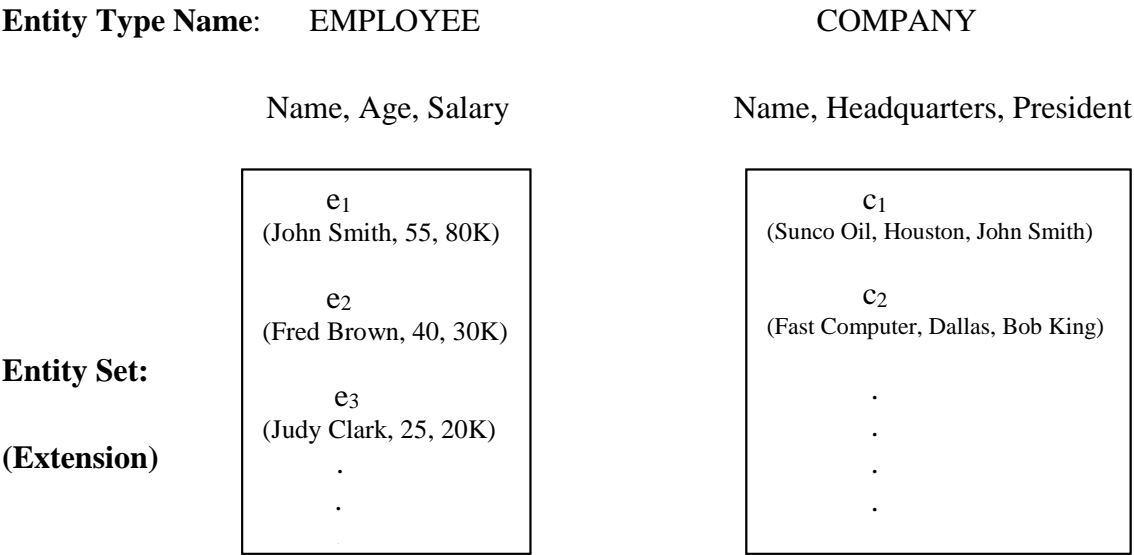 Entity Type Name: EMPLOYEE COMPANY
Name, Age, Salary Name, Headquarters, President
e1 c1
(John Smith, 55, 80K) (Sunco Oil, Houston, John Smith)
e2 c2
(Fred Brown, 40, 30K) (Fast Computer, Dallas, Bob King)
Entity Set:
e3 .
(Judy Clark, 25, 20K) .
(Extension) . .
. .